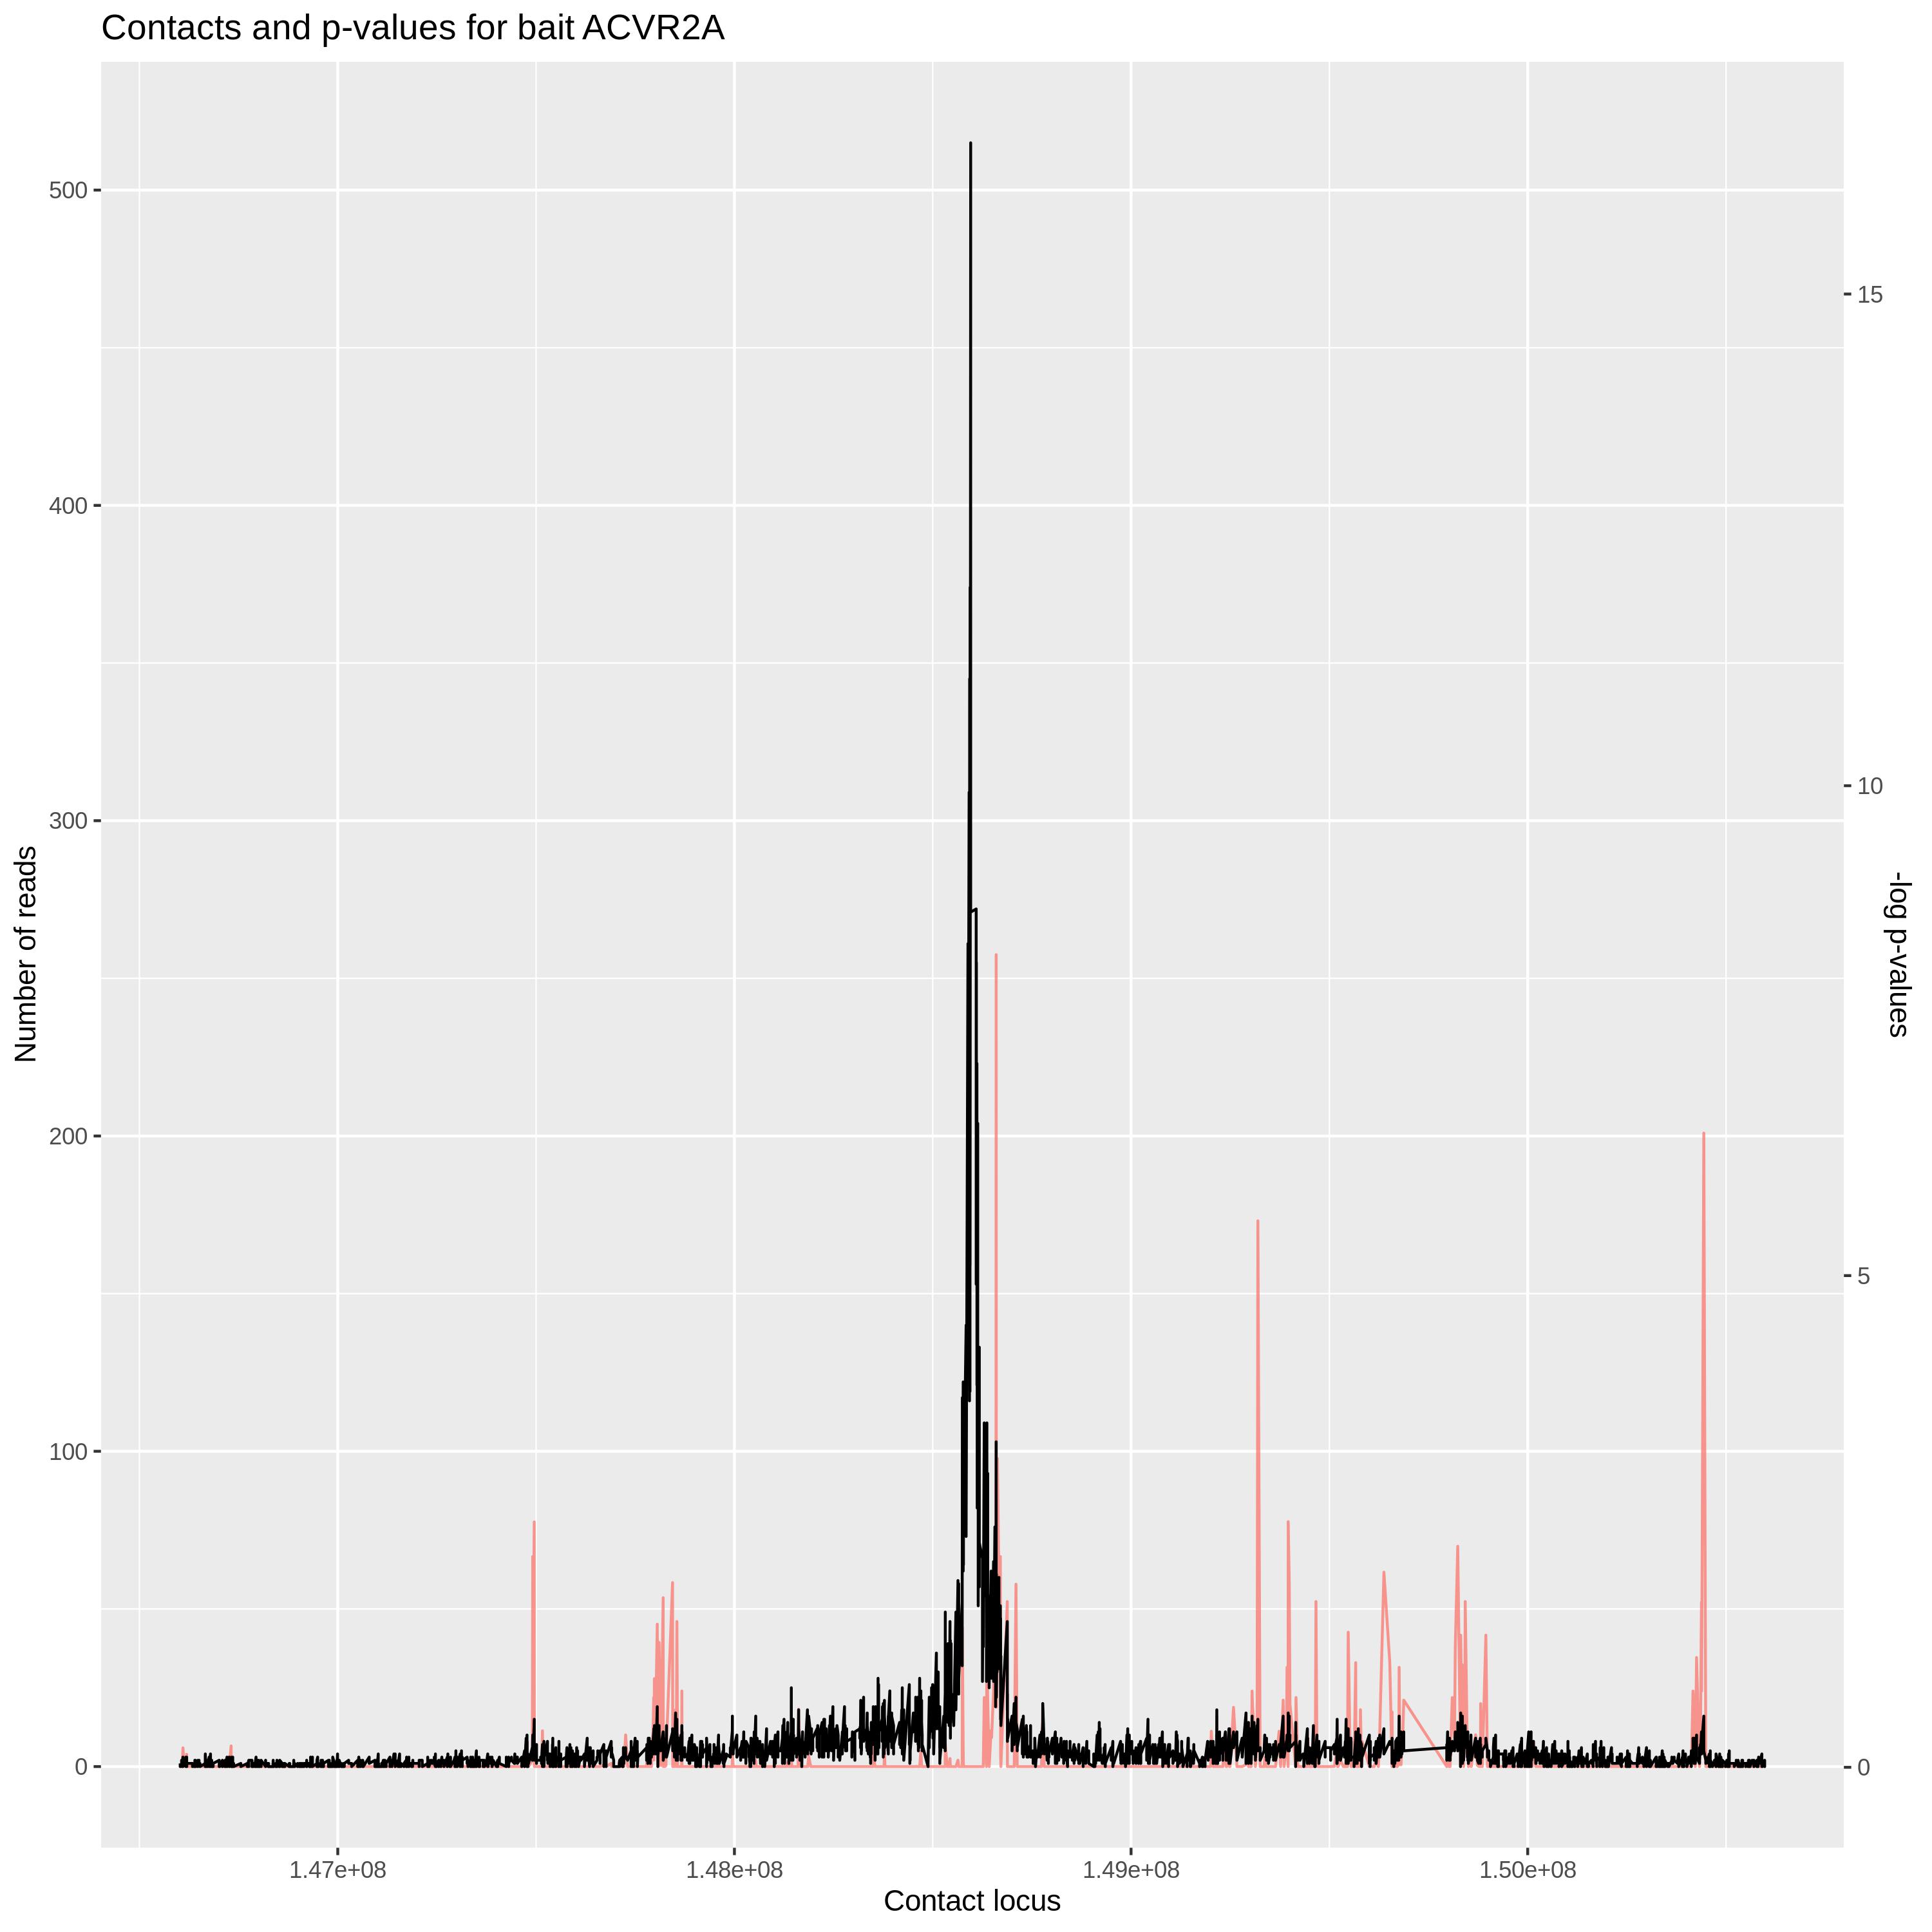 Contacts and p-values for bait ACVR2A
Number of reads
500
400
300
200
100
0
15
10
5
0
-log p-values
1.47e+08
1.48e+08
1.49e+08
1.50e+08
Contact locus